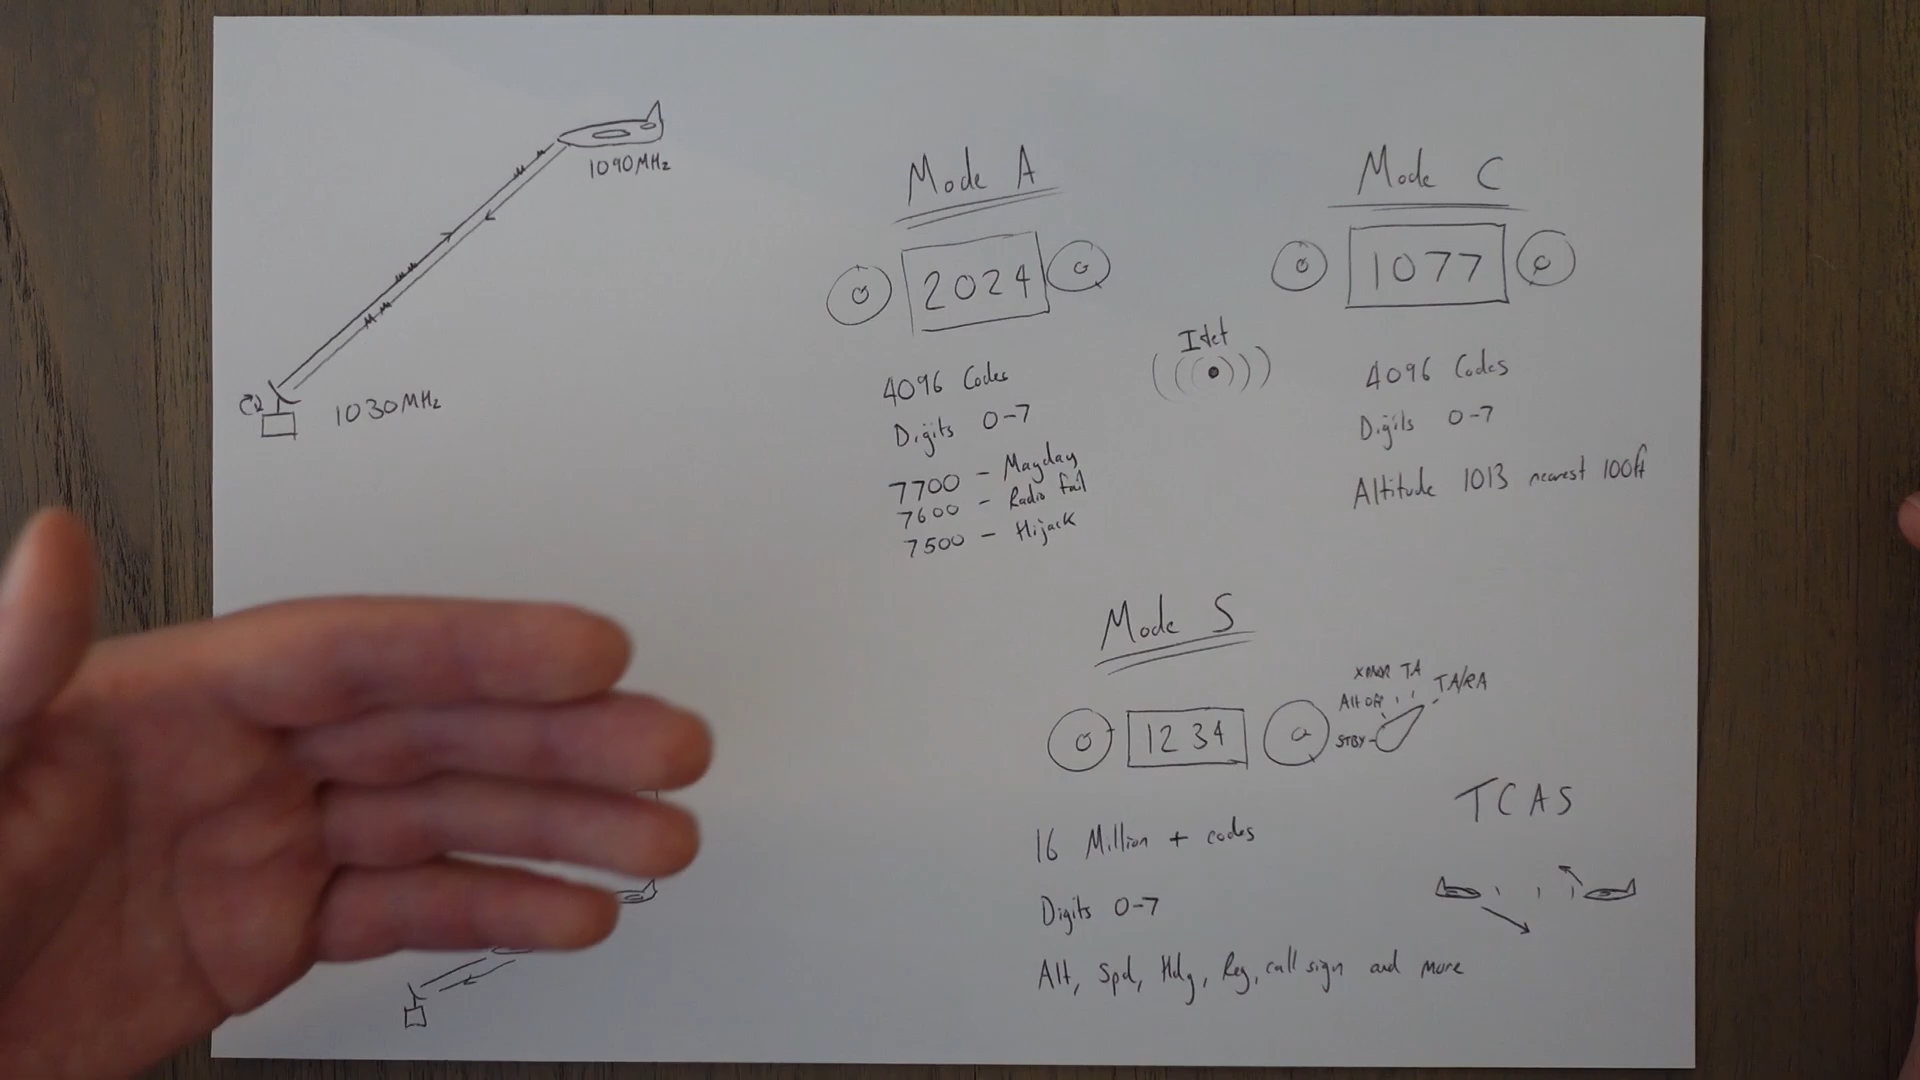 1090MHz
1030MHz
Mode A
2024
4096 Codes
Digits 0-7
7700 - Mayday
7600 - Radio fail
7500 - Hijack
Idet
Mode C
1077
4096 Codes
Digits 0-7
Altitude 1013 nearest 100ft
Mode S
1234
STBY
Alt off
XPNDR TA
TA/RA
16 Million + codes
Digits 0-7
Alt, Spd, Hdg, Reg, call sign and more
TCAS